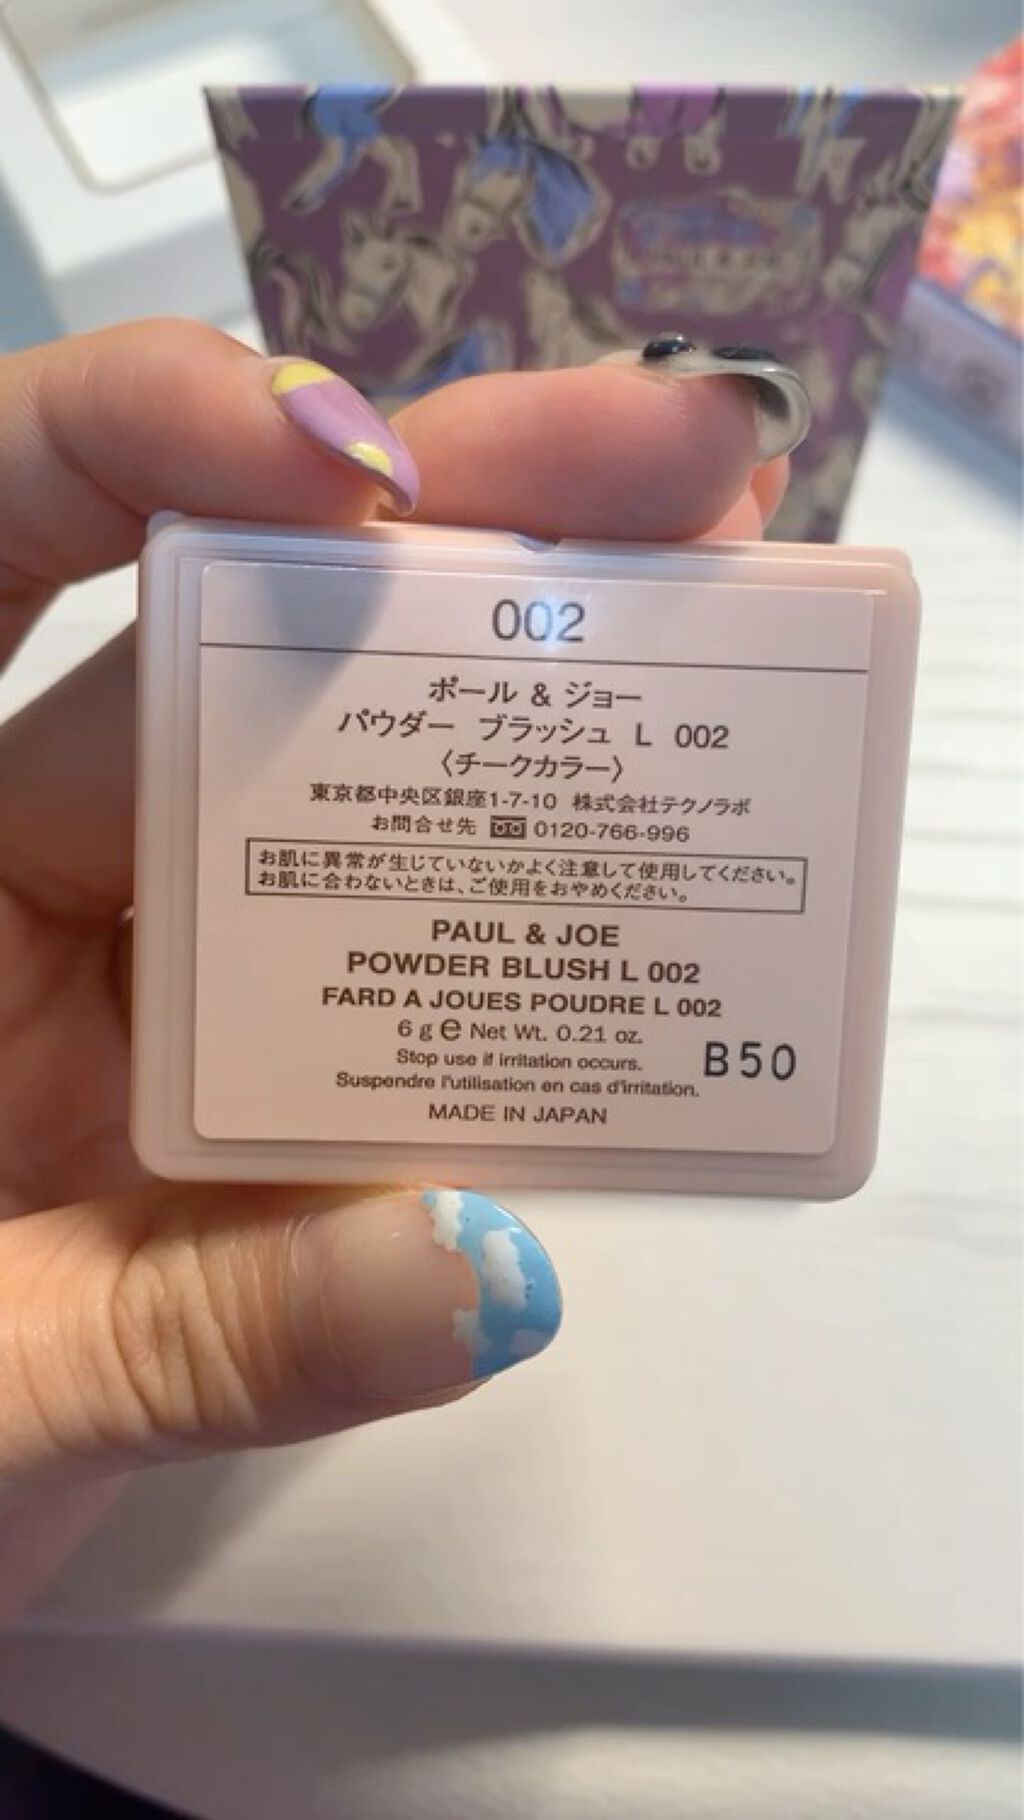 002
ポール & ジョー
パウダー ブラッシュ L 002
〈チークカラー〉
東京都中央区銀座1-7-10 株式会社テクノラボ
お問合せ先 0120-766-996
お肌に異常が生じていないかよく注意して使用してください。
お肌に合わないときは、ご使用をおやめください。
PAUL & JOE
POWDER BLUSH L 002
FARD A JOUES POUDRE L 002
6 g e Net Wt. 0.21 oz.
Stop use if irritation occurs.
B50
Suspendre l'utilisation en cas d'irritation.
MADE IN JAPAN